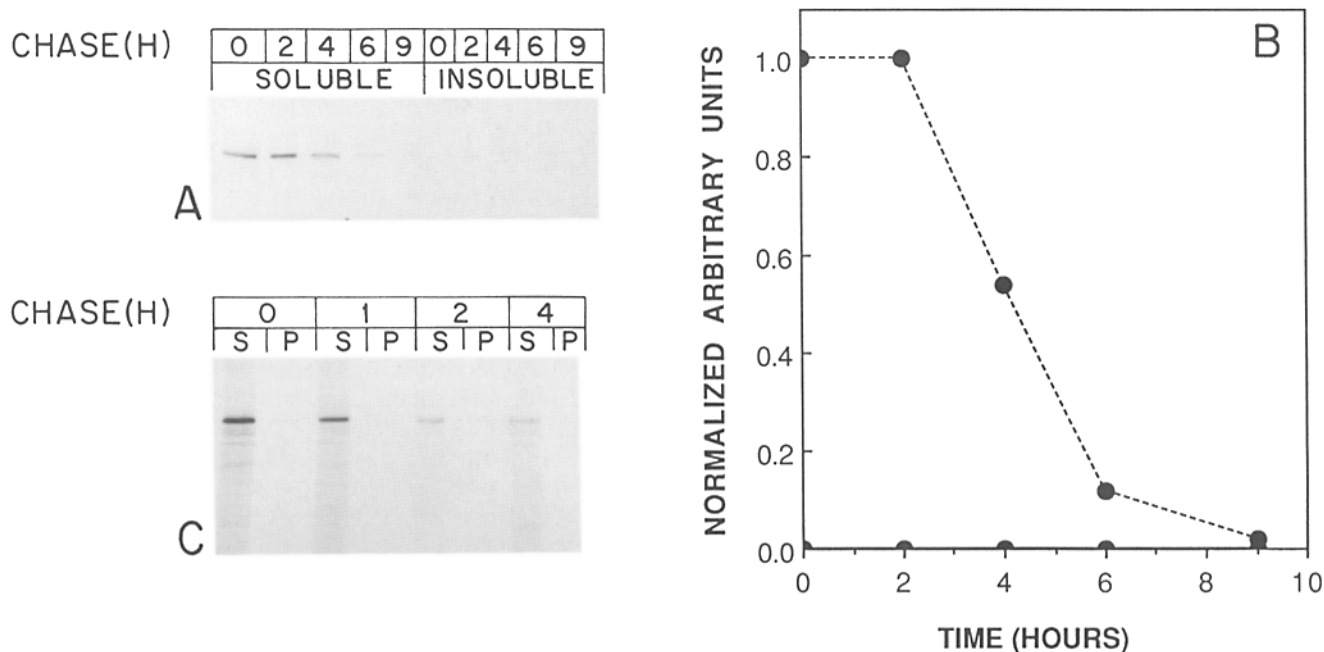 CHASE(H) 0 2 4 6 9 0 2 4 6 9
SOLUBLE INSOLUBLE
A
CHASE(H) 0 1 2 4
S P S P S P S P
C
B
NORMALIZED ARBITRARY UNITS
1.0
0.8
0.6
0.4
0.2
0.0
0 2 4 6 8 10
TIME (HOURS)